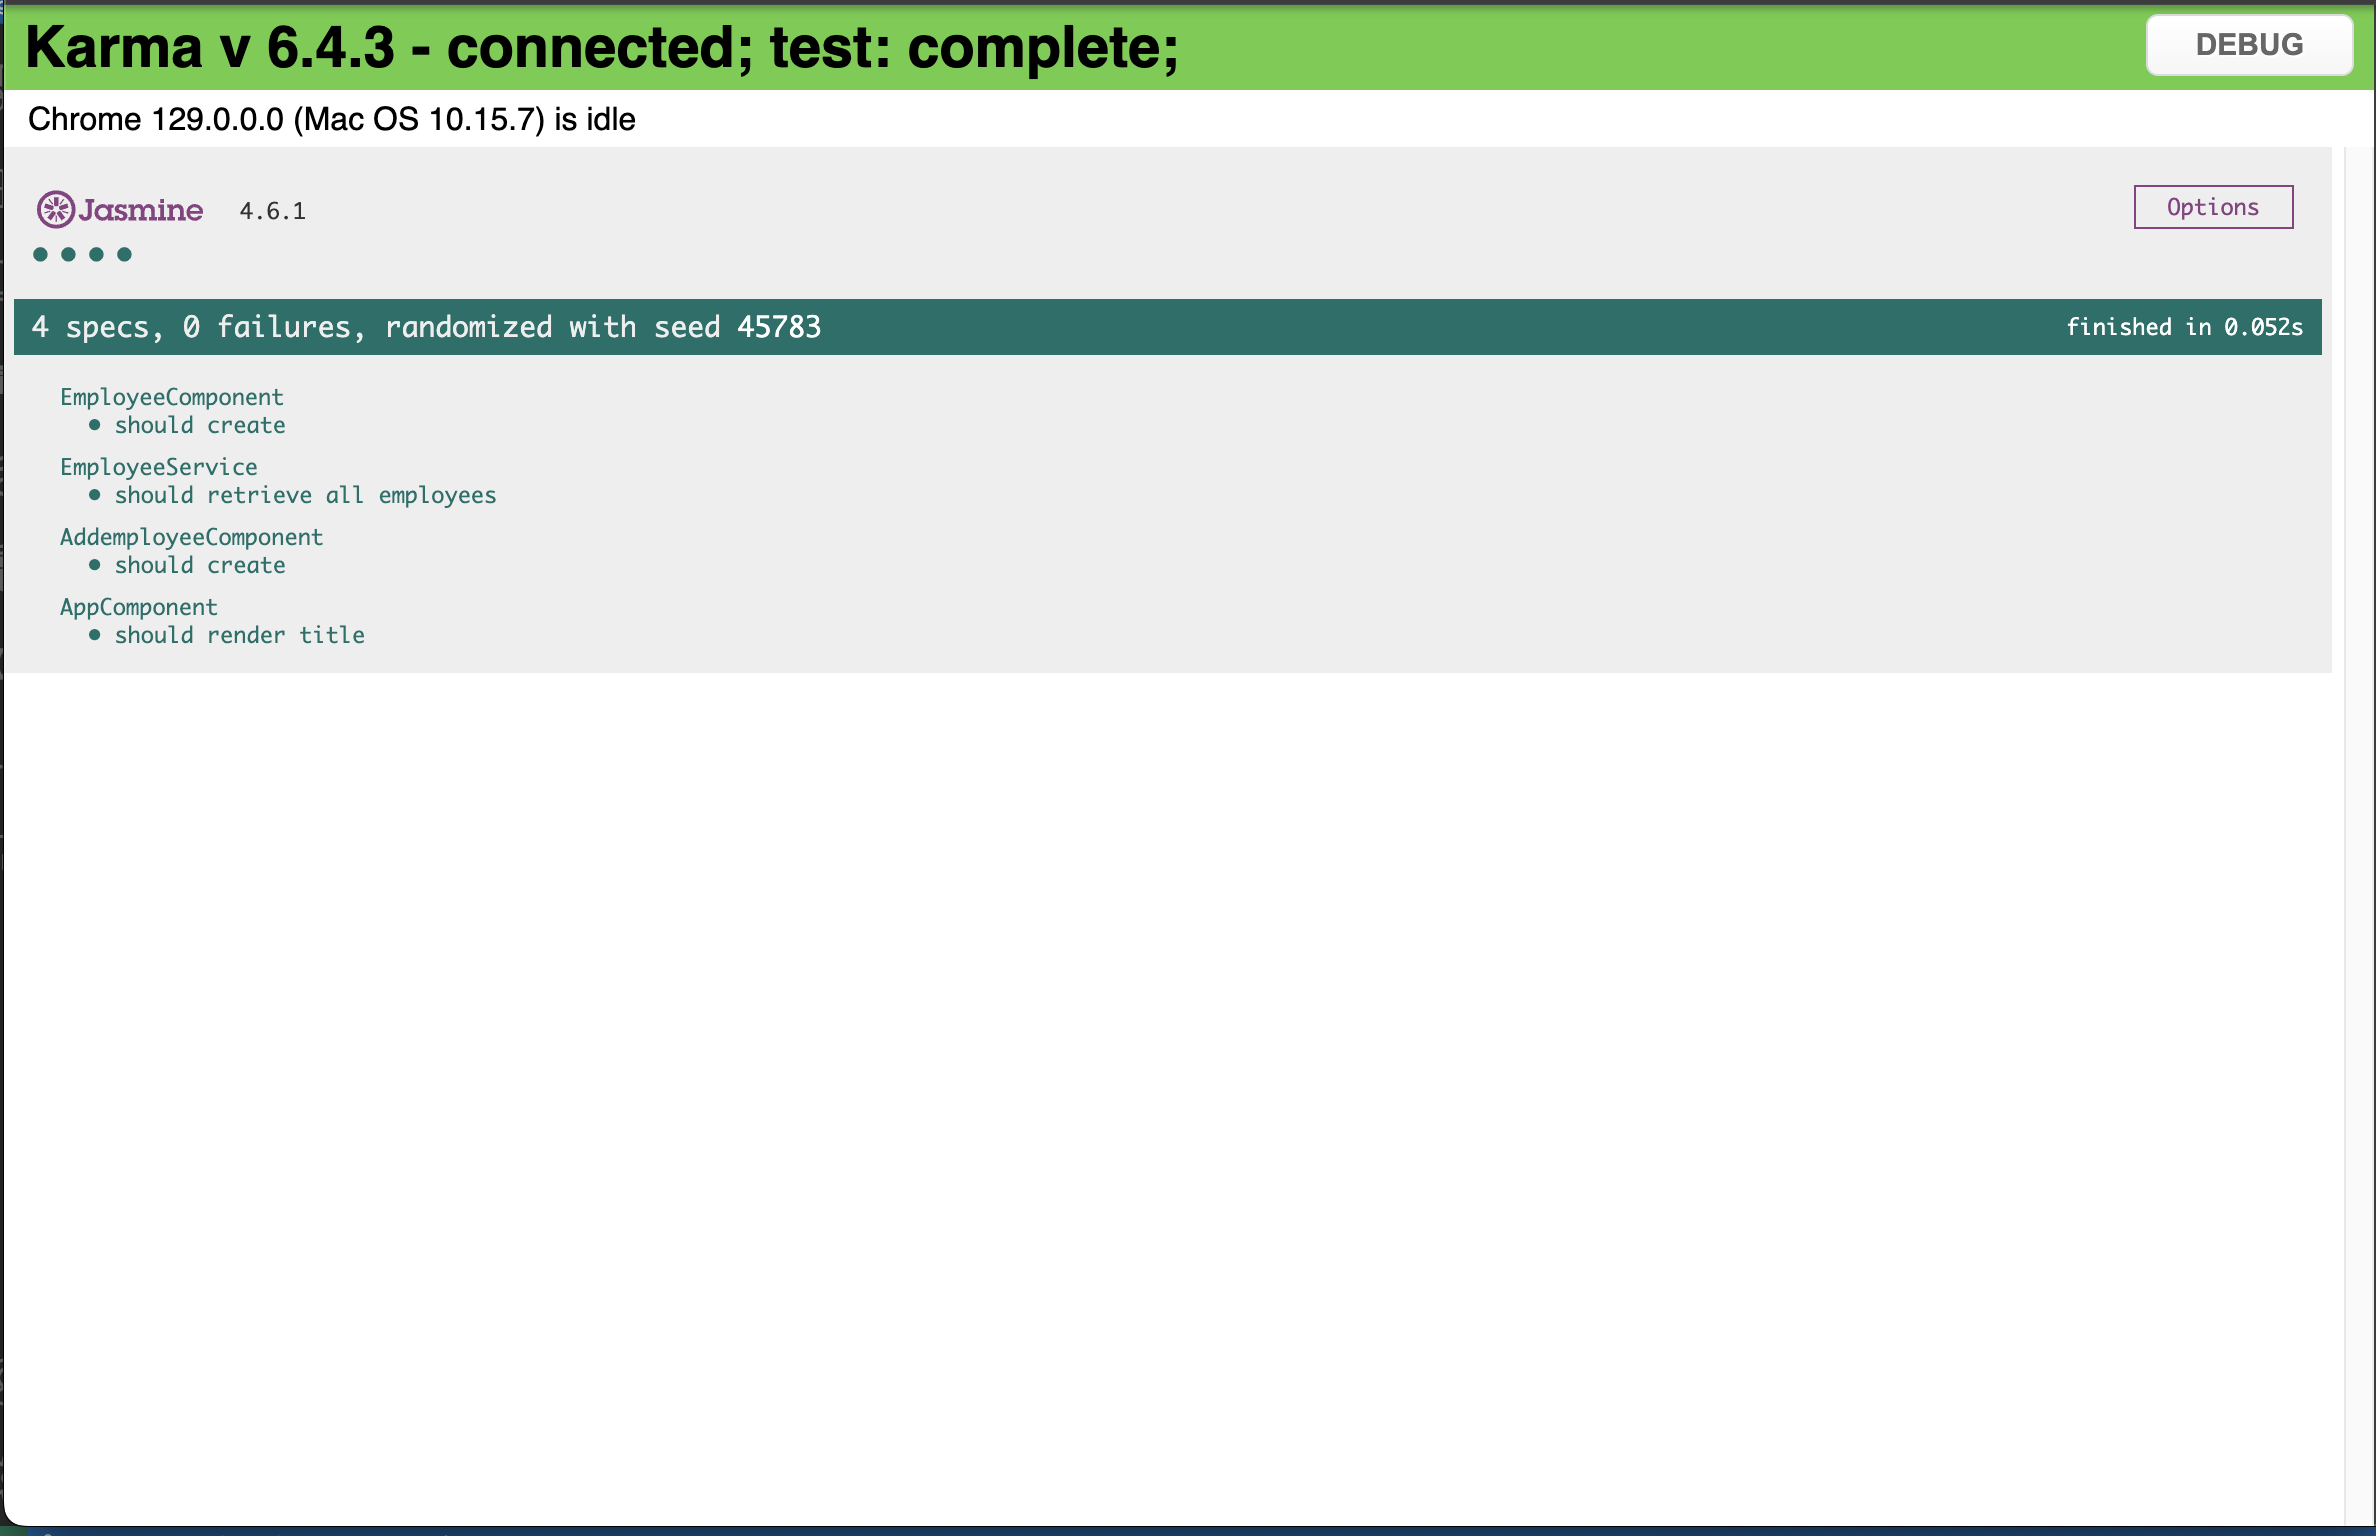 Karma v 6.4.3 - connected; test: complete;
DEBUG
Chrome 129.0.0.0 (Mac OS 10.15.7) is idle
Jasmine 4.6.1
Options
4 specs, 0 failures, randomized with seed 45783
finished in 0.052s
EmployeeComponent
• should create
EmployeeService
• should retrieve all employees
AddemployeeComponent
• should create
AppComponent
• should render title